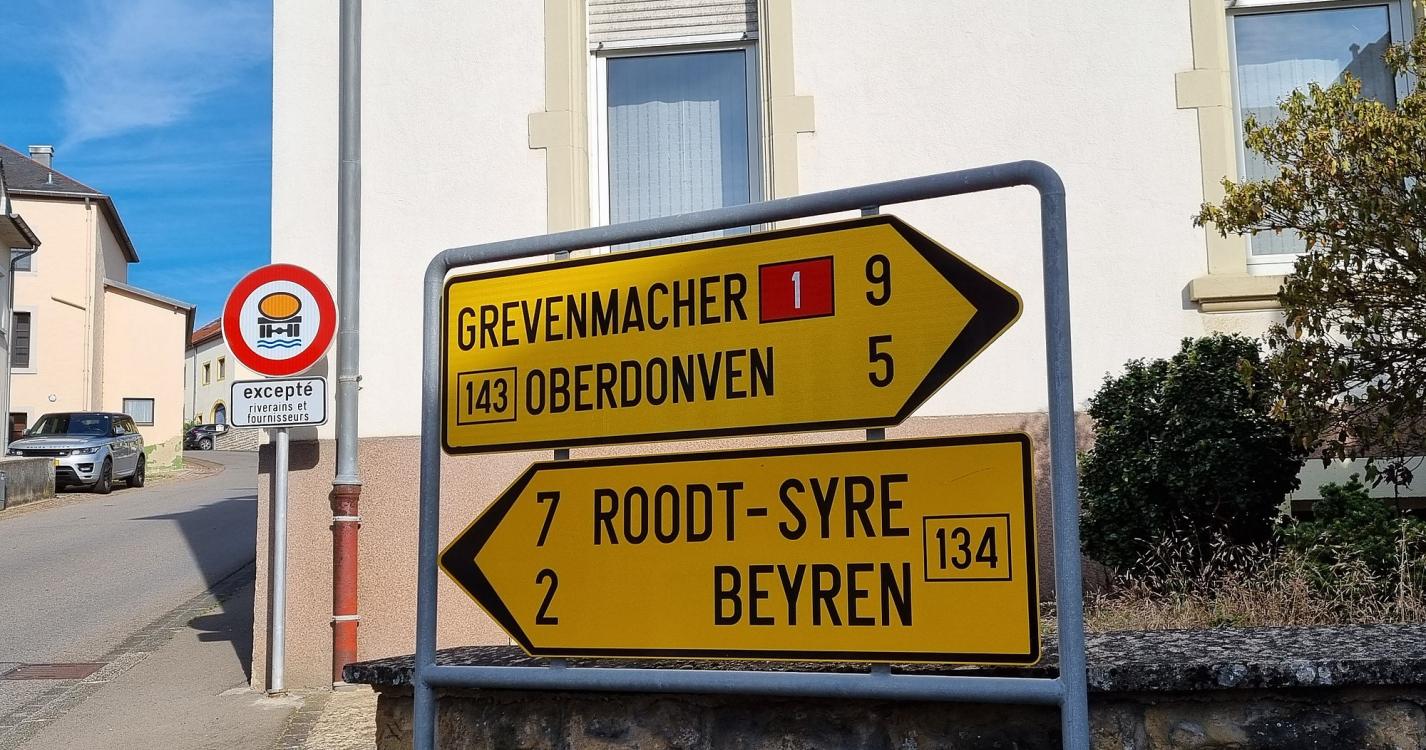 GREVENMACHER 1 9
143 OBERDONVEN 5
7 ROODT-SYRE
134
2 BEYREN
excepté
riverains et
fournisseurs